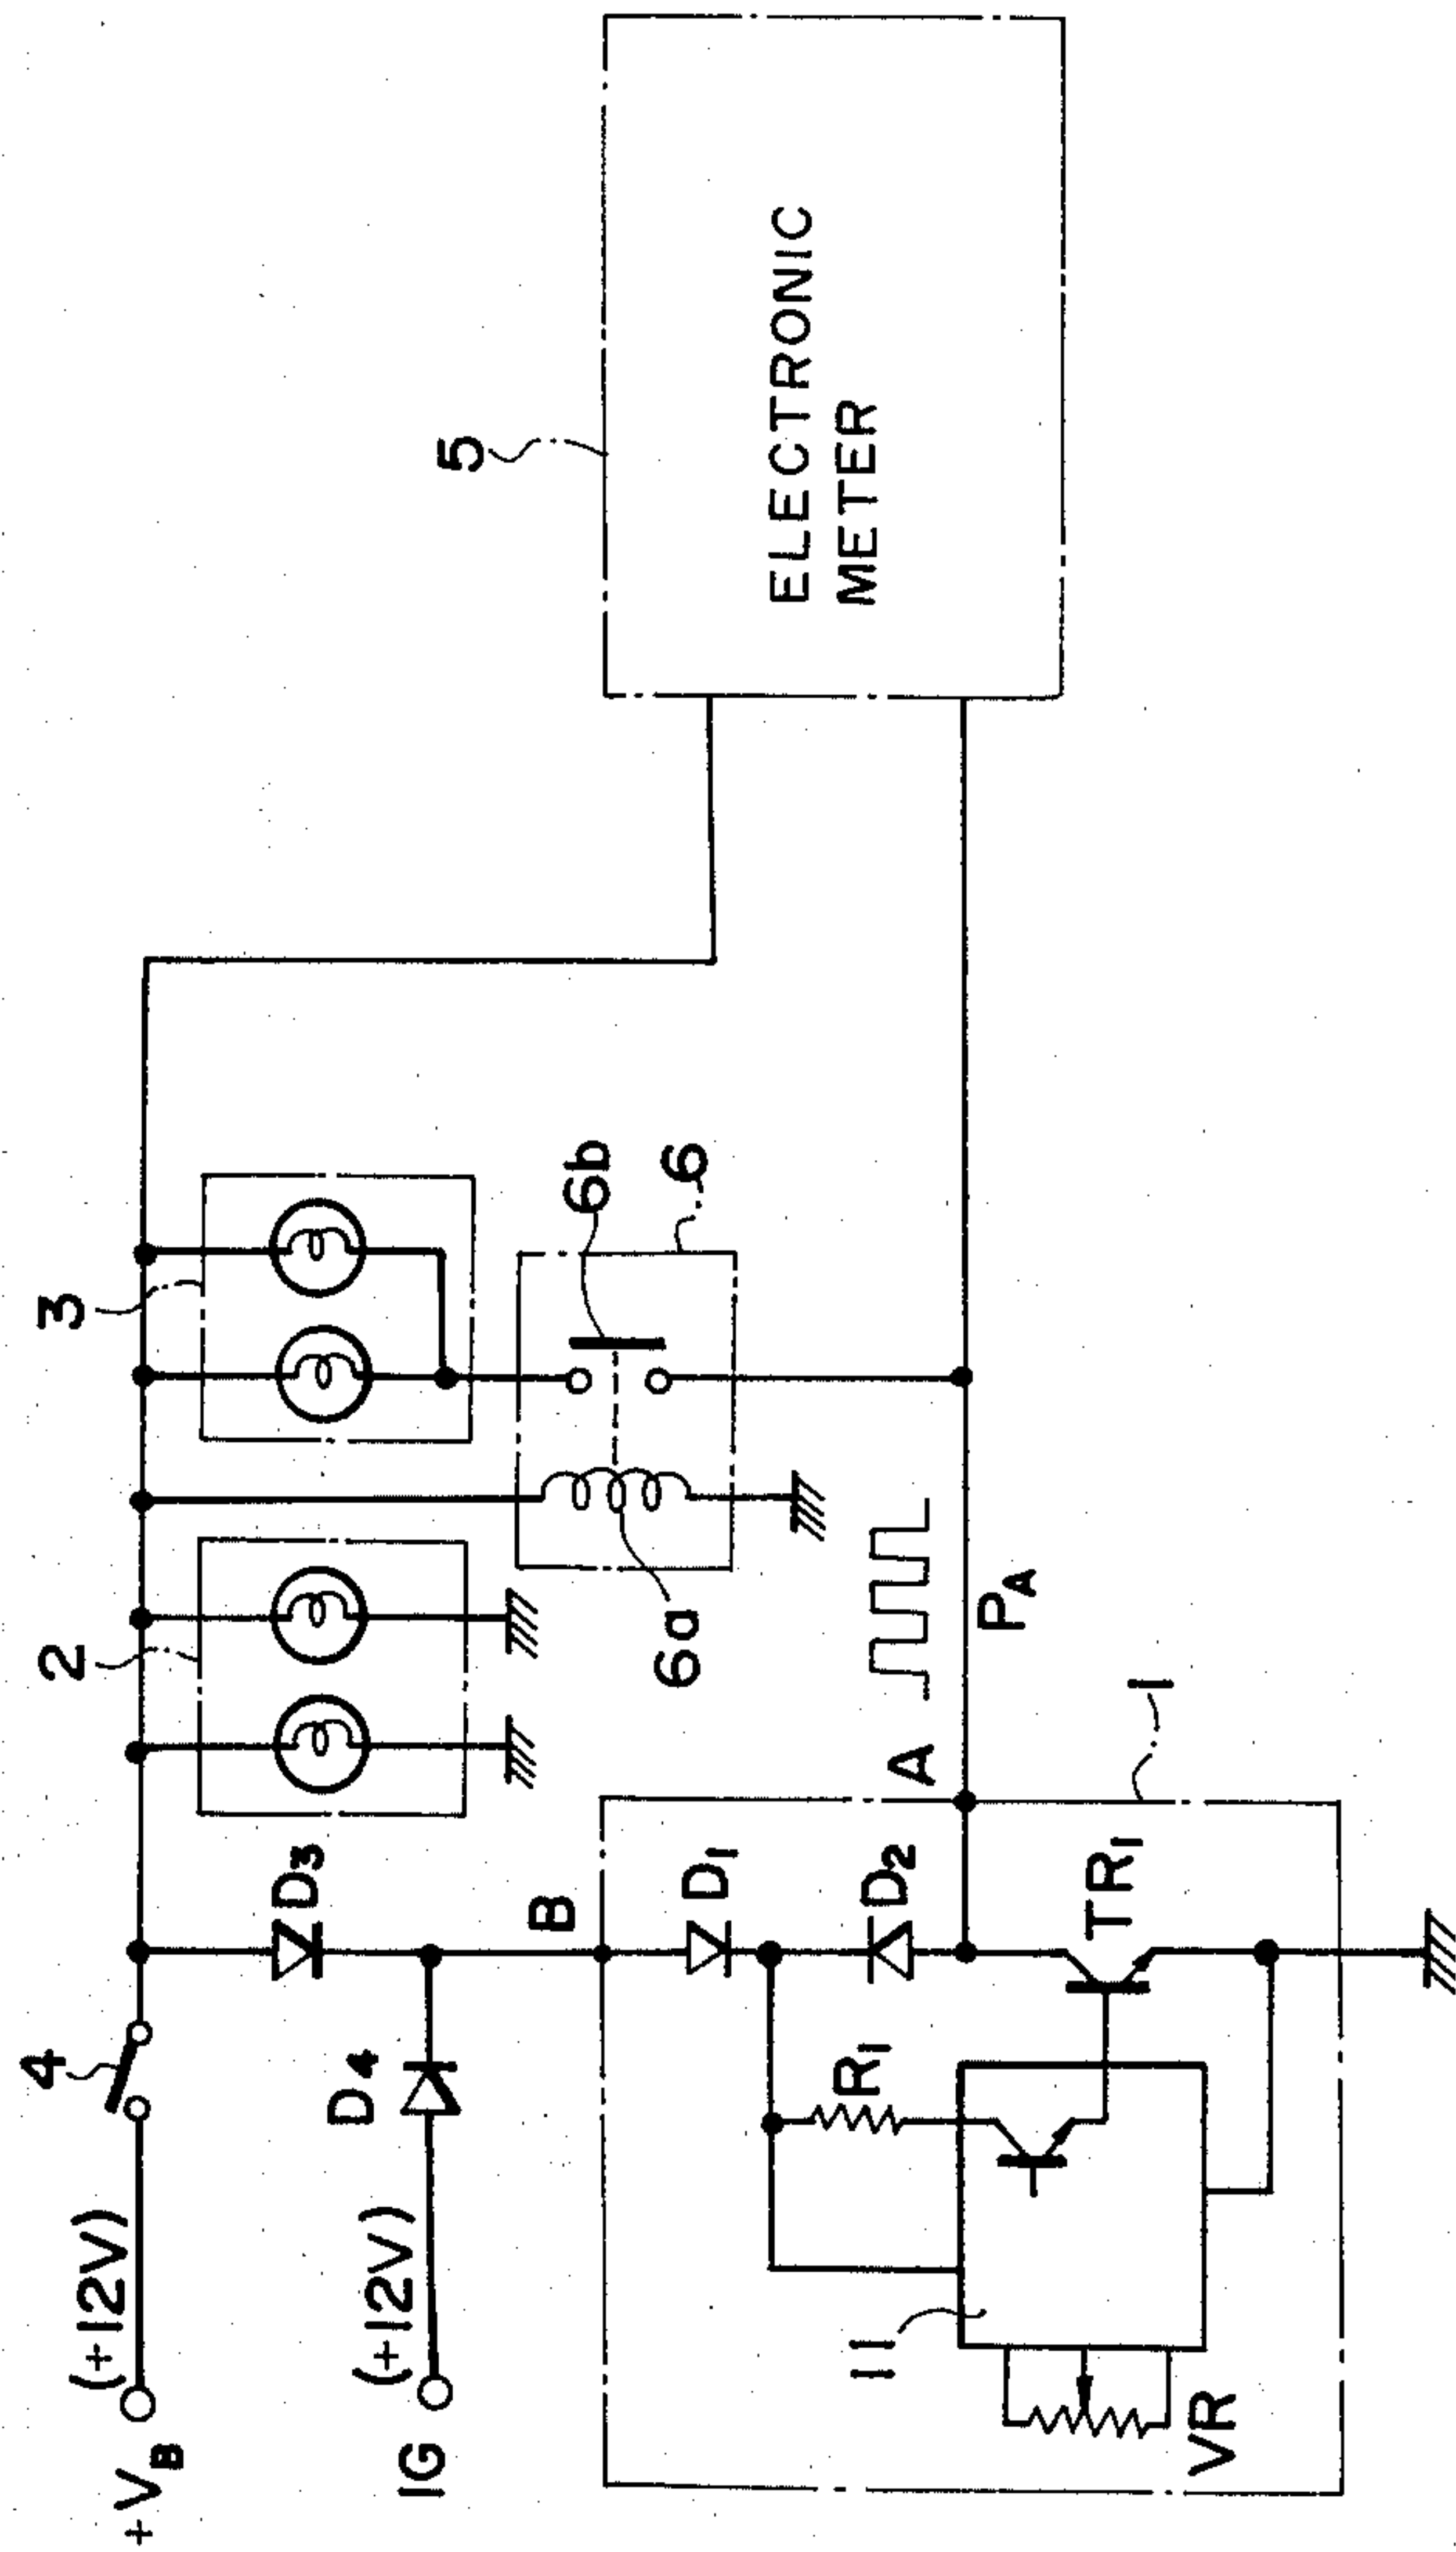 +VB
(+12V)
4
IG
(+12V)
D4
D3
B
2
3
6a
6b
6
5
ELECTRONIC
METER
D1
D2
A
PA
1
R1
TR1
11
VR